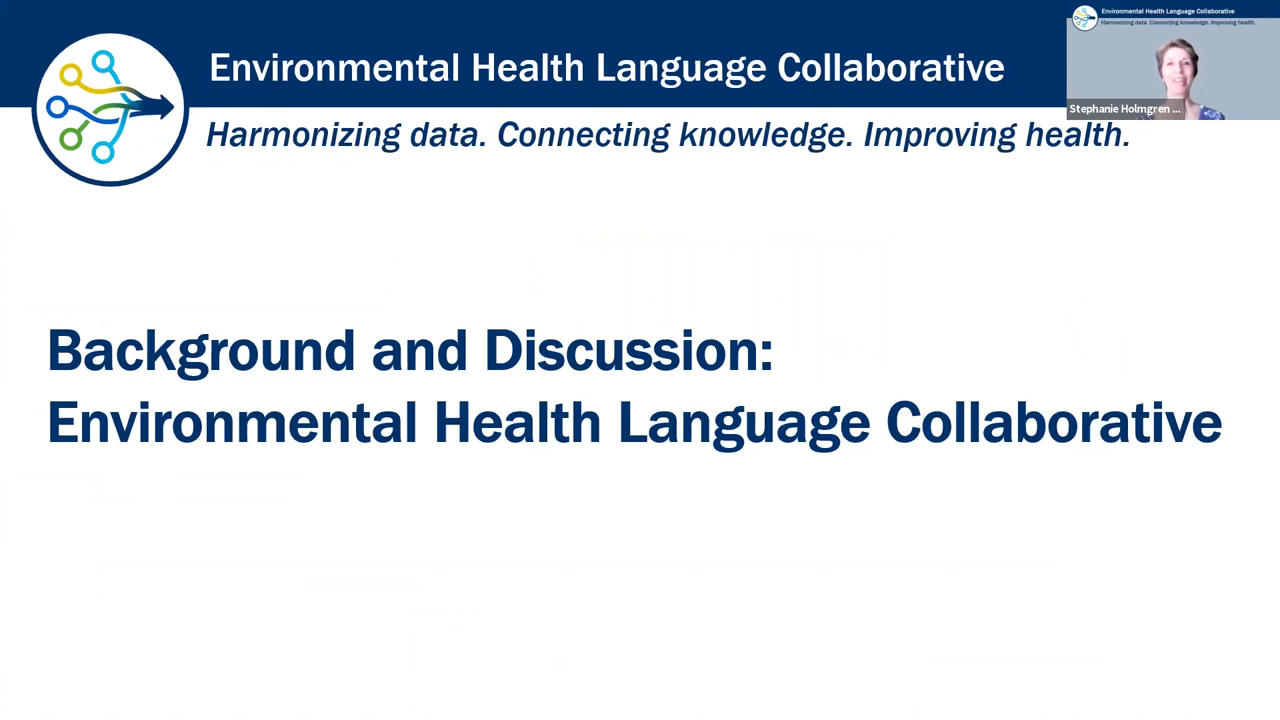 Environmental Health Language Collaborative
Harmonizing data. Connecting knowledge. Improving health.
Environmental Health Language Collaborative
Harmonizing data. Connecting knowledge. Improving health.
Stephanie Holmgren ...
Background and Discussion:
Environmental Health Language Collaborative